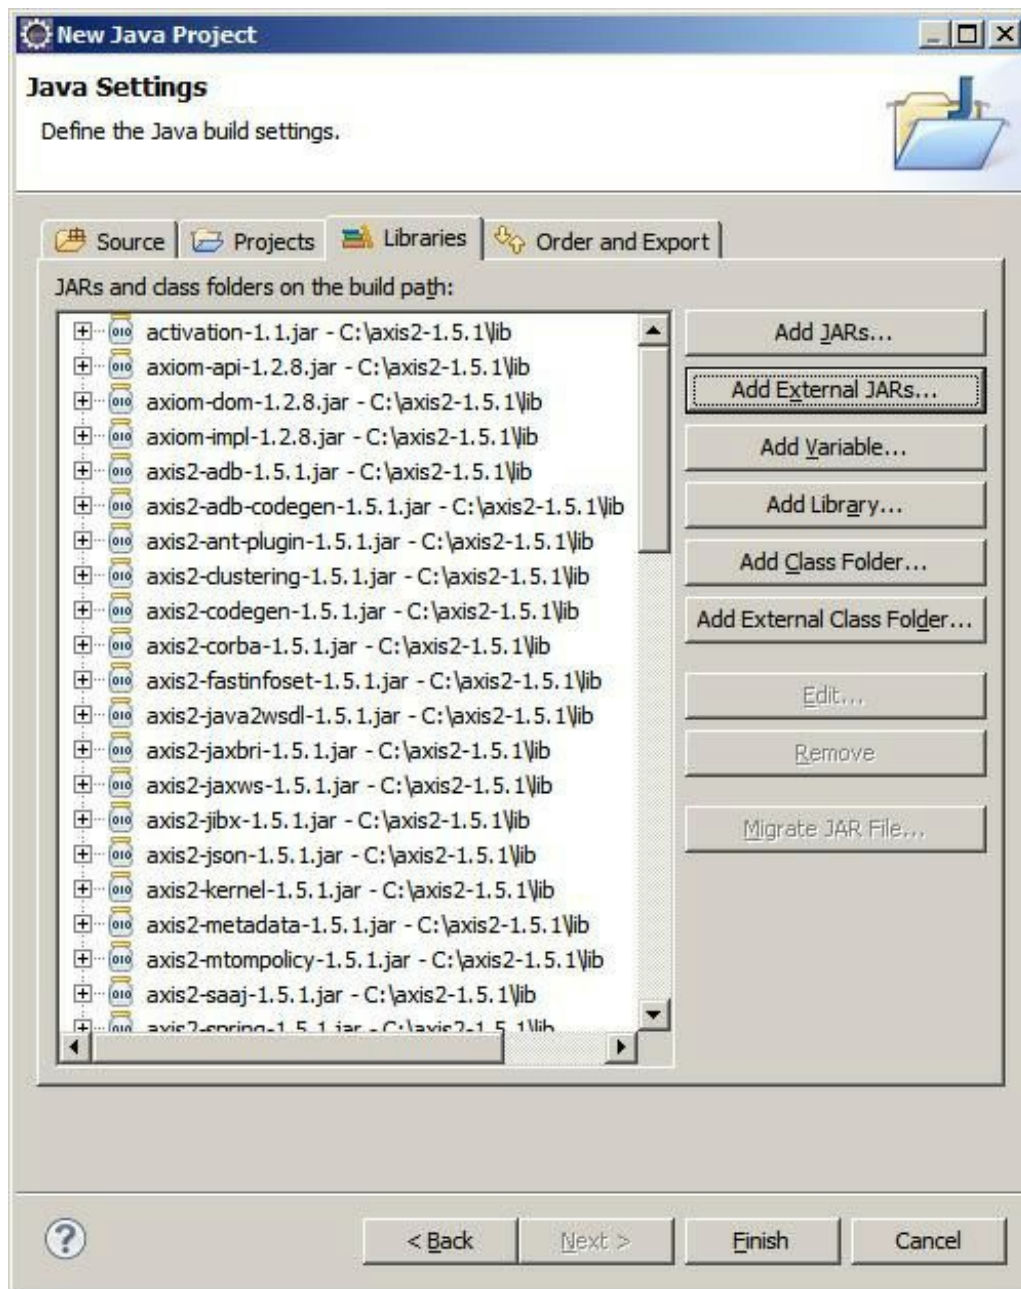 New Java Project
Java Settings
Define the Java build settings.
Source
Projects
Libraries
Order and Export
JARs and class folders on the build path:
activation-1.1.jar - C:\axis2-1.5.1\lib
axiom-api-1.2.8.jar - C:\axis2-1.5.1\lib
axiom-dom-1.2.8.jar - C:\axis2-1.5.1\lib
axiom-impl-1.2.8.jar - C:\axis2-1.5.1\lib
axis2-adb-1.5.1.jar - C:\axis2-1.5.1\lib
axis2-adb-codegen-1.5.1.jar - C:\axis2-1.5.1\lib
axis2-ant-plugin-1.5.1.jar - C:\axis2-1.5.1\lib
axis2-clustering-1.5.1.jar - C:\axis2-1.5.1\lib
axis2-codegen-1.5.1.jar - C:\axis2-1.5.1\lib
axis2-corba-1.5.1.jar - C:\axis2-1.5.1\lib
axis2-fastinfoset-1.5.1.jar - C:\axis2-1.5.1\lib
axis2-java2wsdl-1.5.1.jar - C:\axis2-1.5.1\lib
axis2-jaxbri-1.5.1.jar - C:\axis2-1.5.1\lib
axis2-jaxws-1.5.1.jar - C:\axis2-1.5.1\lib
axis2-jibx-1.5.1.jar - C:\axis2-1.5.1\lib
axis2-json-1.5.1.jar - C:\axis2-1.5.1\lib
axis2-kernel-1.5.1.jar - C:\axis2-1.5.1\lib
axis2-metadata-1.5.1.jar - C:\axis2-1.5.1\lib
axis2-mtompolicy-1.5.1.jar - C:\axis2-1.5.1\lib
axis2-saaj-1.5.1.jar - C:\axis2-1.5.1\lib
axis2-spring-1.5.1.jar - C:\axis2-1.5.1\lib
Add JARs...
Add External JARs...
Add Variable...
Add Library...
Add Class Folder...
Add External Class Folder...
Edit...
Remove
Migrate JAR File...
?
< Back
Next >
Finish
Cancel